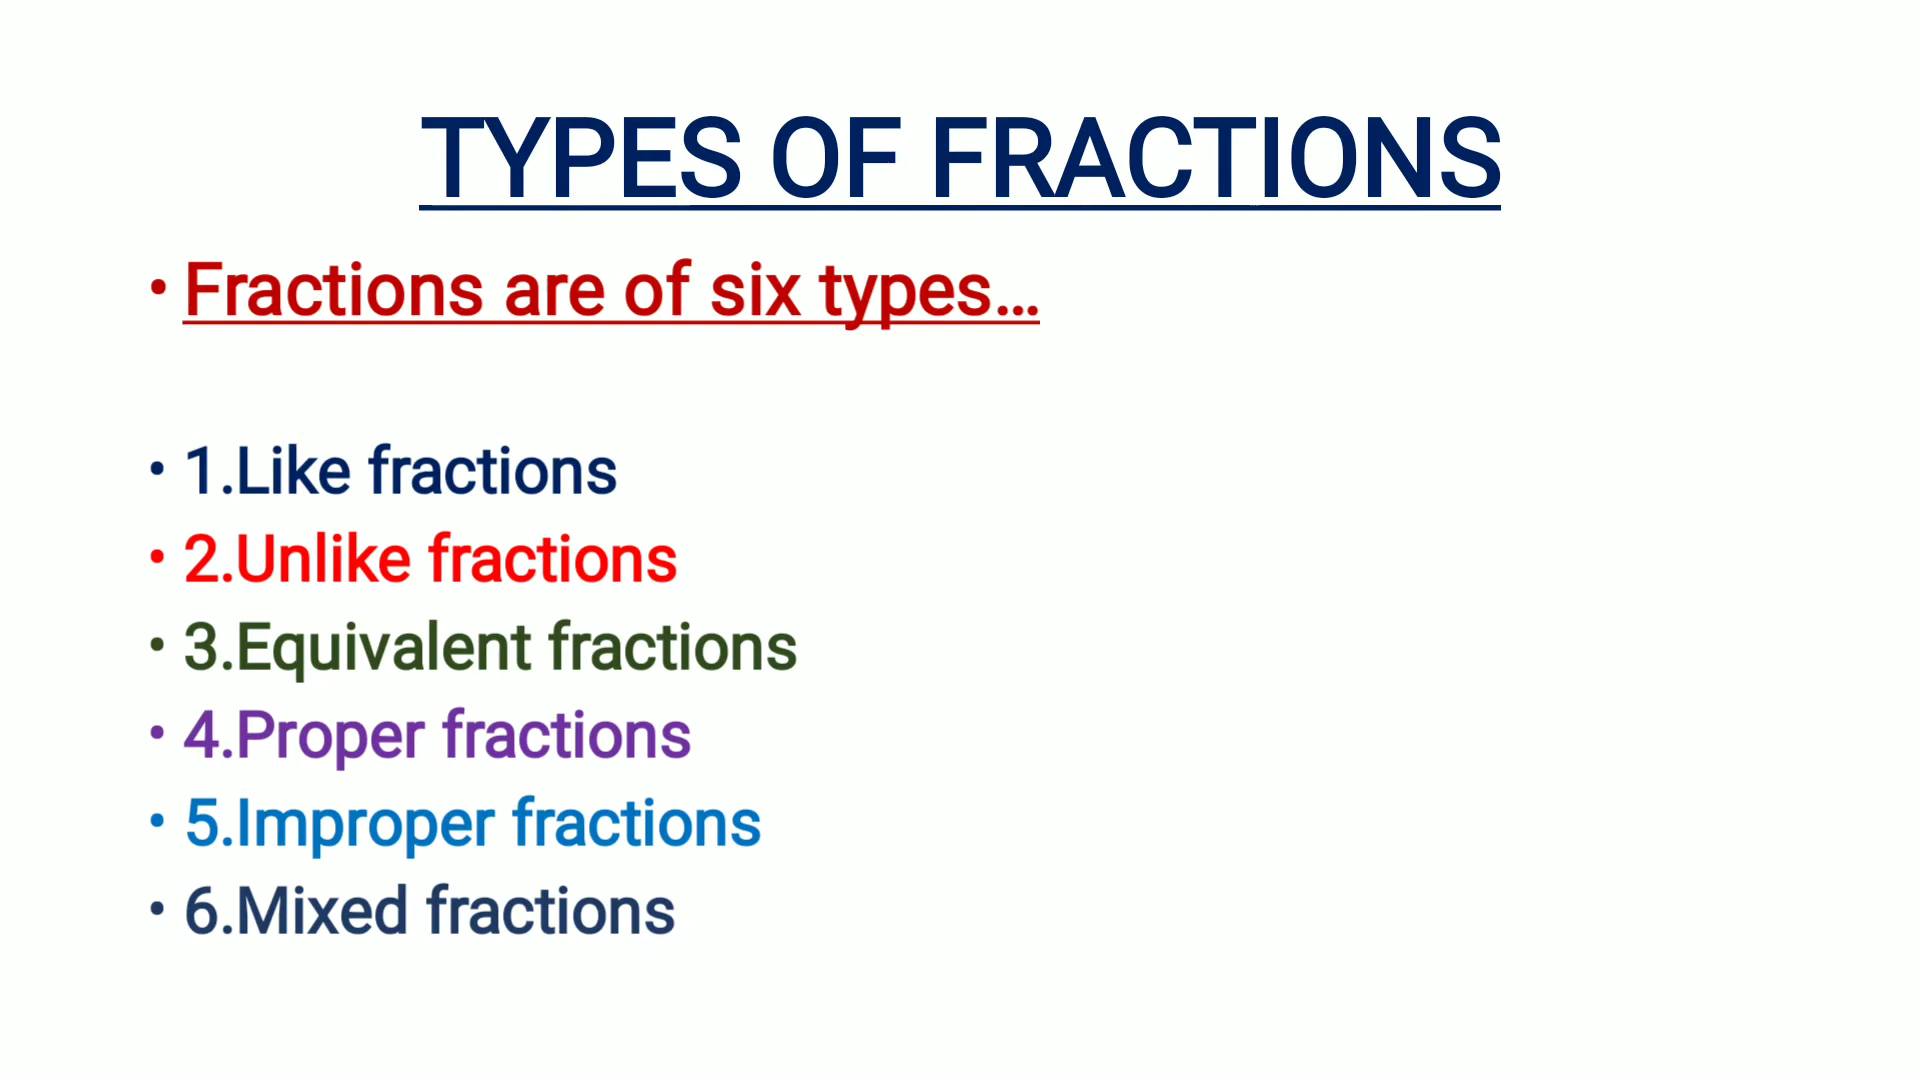 TYPES OF FRACTIONS
• Fractions are of six types...
• 1.Like fractions
• 2.Unlike fractions
• 3.Equivalent fractions
• 4.Proper fractions
• 5.Improper fractions
• 6.Mixed fractions